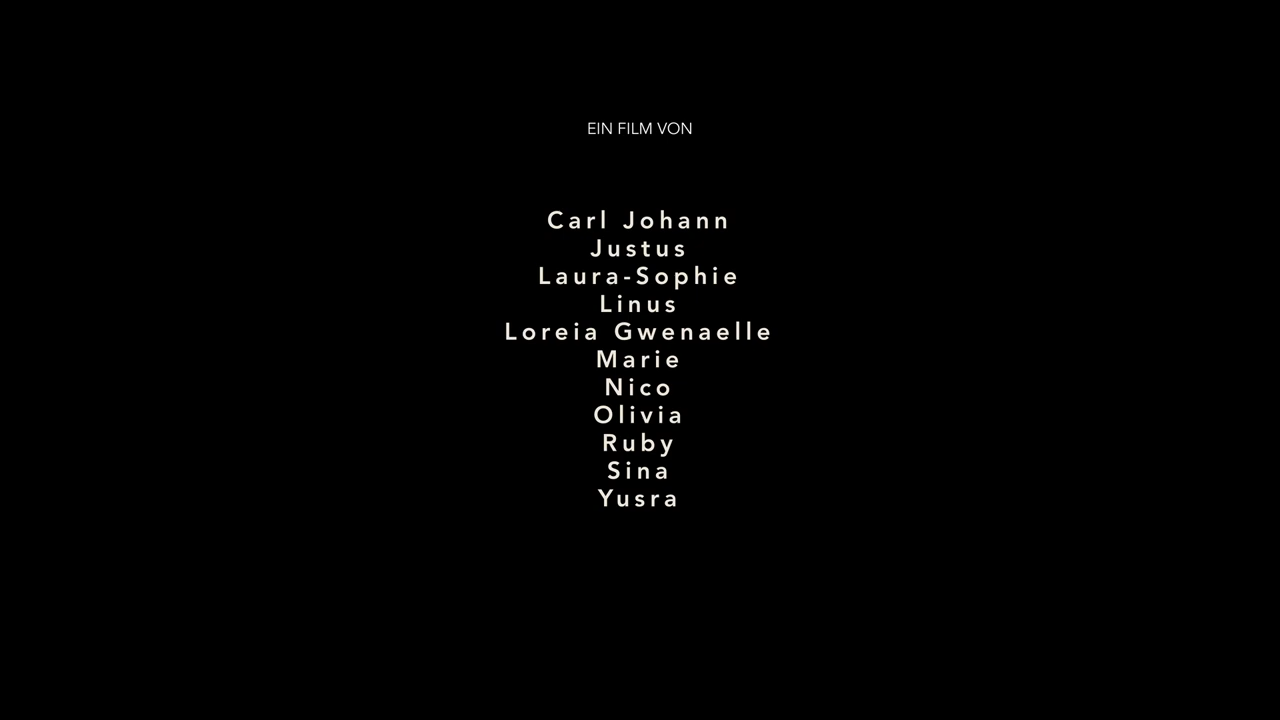 EIN FILM VON
Carl Johann
Justus
Laura-Sophie
Linus
Loreia Gwenaelle
Marie
Nico
Olivia
Ruby
Sina
Yusra